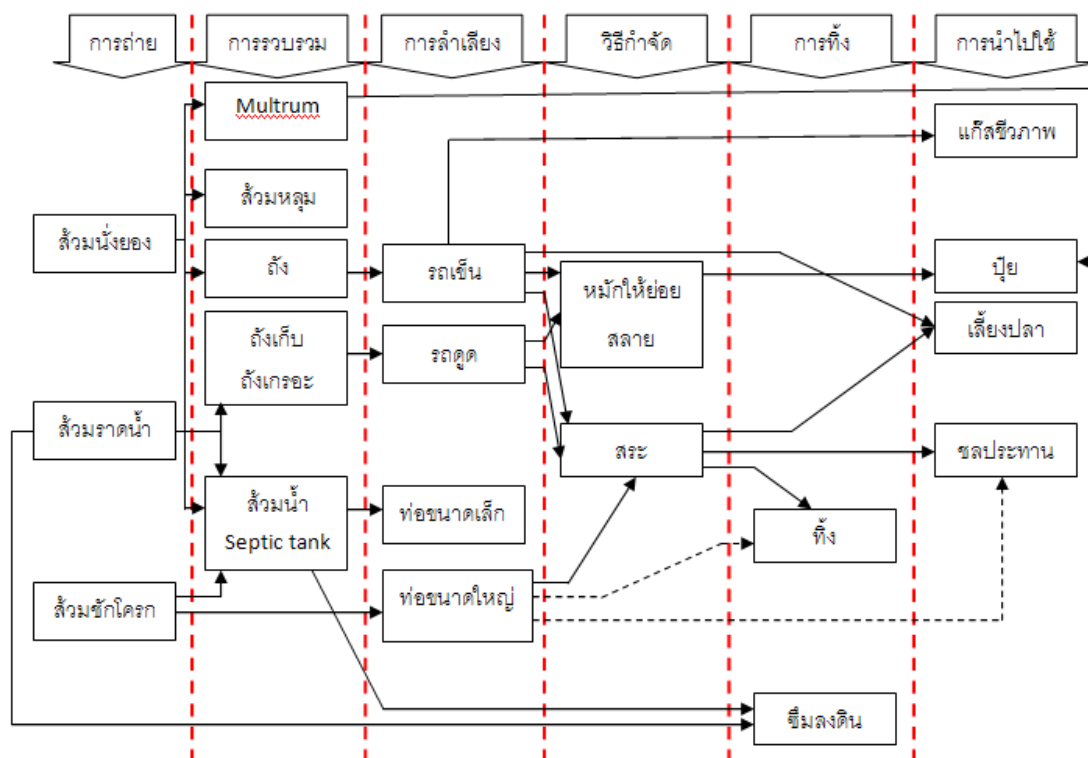 การถ่าย
การรวบรวม
การลำเลียง
วิธีกำจัด
การทิ้ง
การนำไปใช้
Multrum
แก๊สชีวภาพ
ส้วมหลุม
ส้วมนั่งยอง
ถัง
รถเข็น
หมักให้ย่อย
สลาย
ปุ๋ย
เลี้ยงปลา
ถังเก็บ
ถังเกรอะ
รถดูด
ส้วมราดน้ำ
สระ
ชลประทาน
ส้วมน้ำ
Septic tank
ท่อขนาดเล็ก
ทิ้ง
ส้วมชักโครก
ท่อขนาดใหญ่
ซึมลงดิน